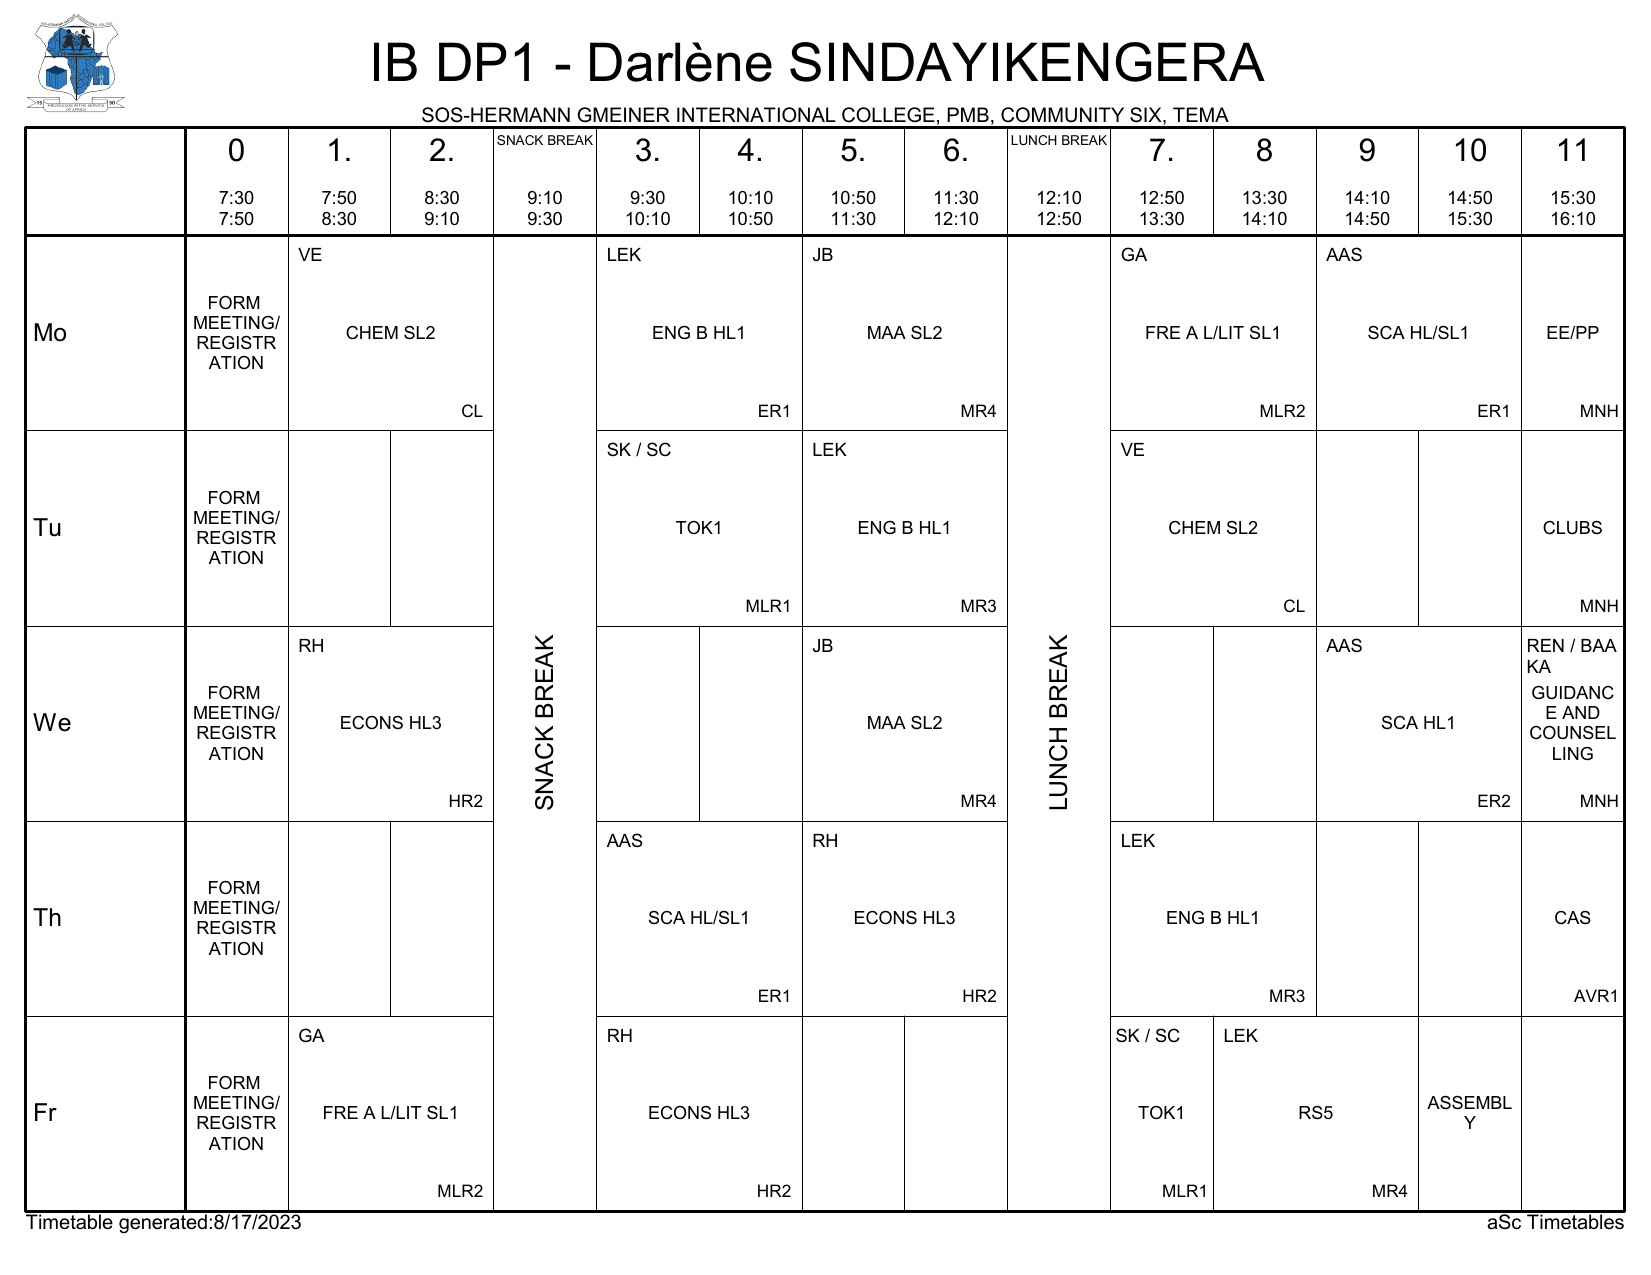 IB DP1 - Darlène SINDAYIKENGERA
SOS-HERMANN GMEINER INTERNATIONAL COLLEGE, PMB, COMMUNITY SIX, TEMA
0 1. 2. SNACK BREAK 3. 4. 5. 6. LUNCH BREAK 7. 8 9 10 11
7:30 7:50 8:30 9:10 9:30 10:10 10:50 11:30 12:10 12:50 13:30 14:10 14:50 15:30
7:50 8:30 9:10 9:30 10:10 10:50 11:30 12:10 12:50 13:30 14:10 14:50 15:30 16:10
Mo
FORM
MEETING/
REGISTR
ATION
VE
CHEM SL2
CL
LEK
ENG B HL1
ER1
JB
MAA SL2
MR4
GA
FRE A L/LIT SL1
MLR2
AAS
SCA HL/SL1
ER1
EE/PP
MNH
Tu
FORM
MEETING/
REGISTR
ATION
SK / SC
TOK1
MLR1
LEK
ENG B HL1
MR3
VE
CHEM SL2
CL
CLUBS
MNH
We
FORM
MEETING/
REGISTR
ATION
RH
ECONS HL3
HR2
SNACK BREAK
JB
MAA SL2
MR4
LUNCH BREAK
AAS
SCA HL1
ER2
REN / BAA
KA
GUIDANC
E AND
COUNSEL
LING
MNH
Th
FORM
MEETING/
REGISTR
ATION
AAS
SCA HL/SL1
ER1
RH
ECONS HL3
HR2
LEK
ENG B HL1
MR3
CAS
AVR1
Fr
FORM
MEETING/
REGISTR
ATION
GA
FRE A L/LIT SL1
MLR2
RH
ECONS HL3
HR2
SK / SC
TOK1
MLR1
LEK
RS5
MR4
ASSEMBL
Y
Timetable generated:8/17/2023
aSc Timetables